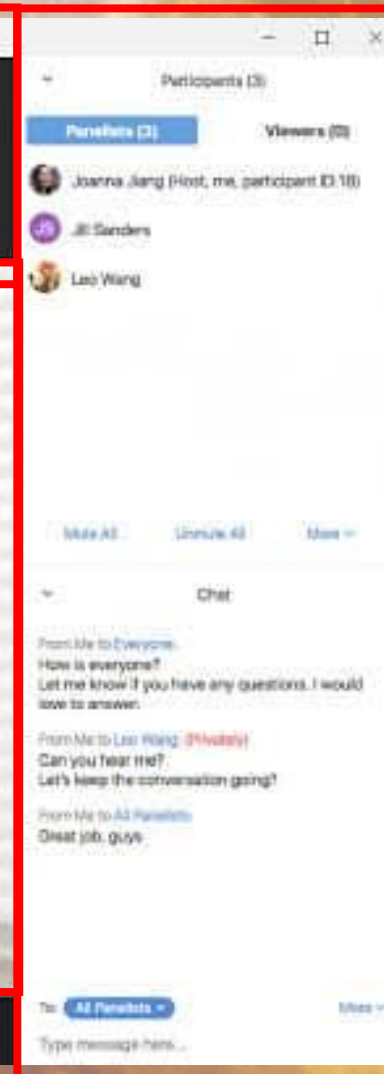 Participants (3)
Panelists (3) Viewers (0)
Joanna Jiang (Host, me, participant ID:18)
JS Jill Sanders
Leo Wang
Mute All Unmute All More
Chat
From Me to Everyone:
How is everyone?
Let me know if you have any questions. I would
love to answer.
From Me to Leo Wang: (Privately)
Can you hear me?
Let's keep the conversation going?
From Me to All Panelists:
Great job, guys
To: All Panelists More
Type message here...